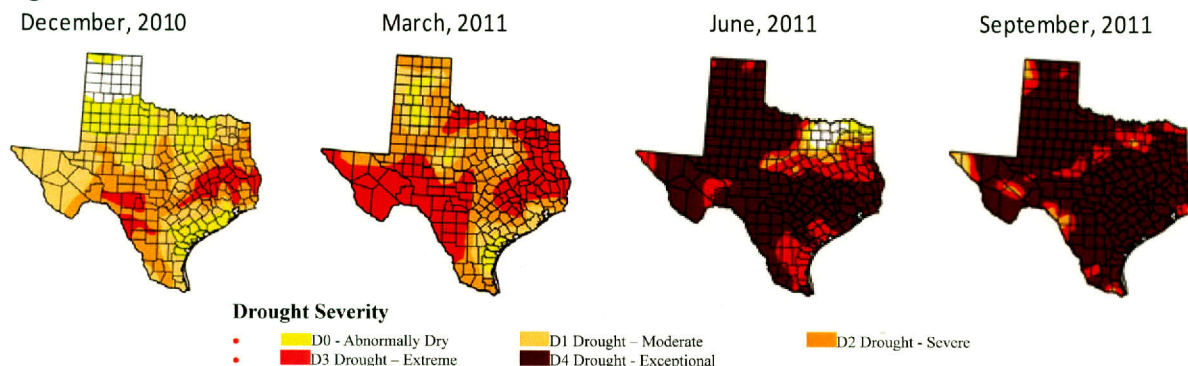 December, 2010
March, 2011
June, 2011
September, 2011
Drought Severity
D0 - Abnormally Dry
D1 Drought – Moderate
D2 Drought - Severe
D3 Drought – Extreme
D4 Drought - Exceptional